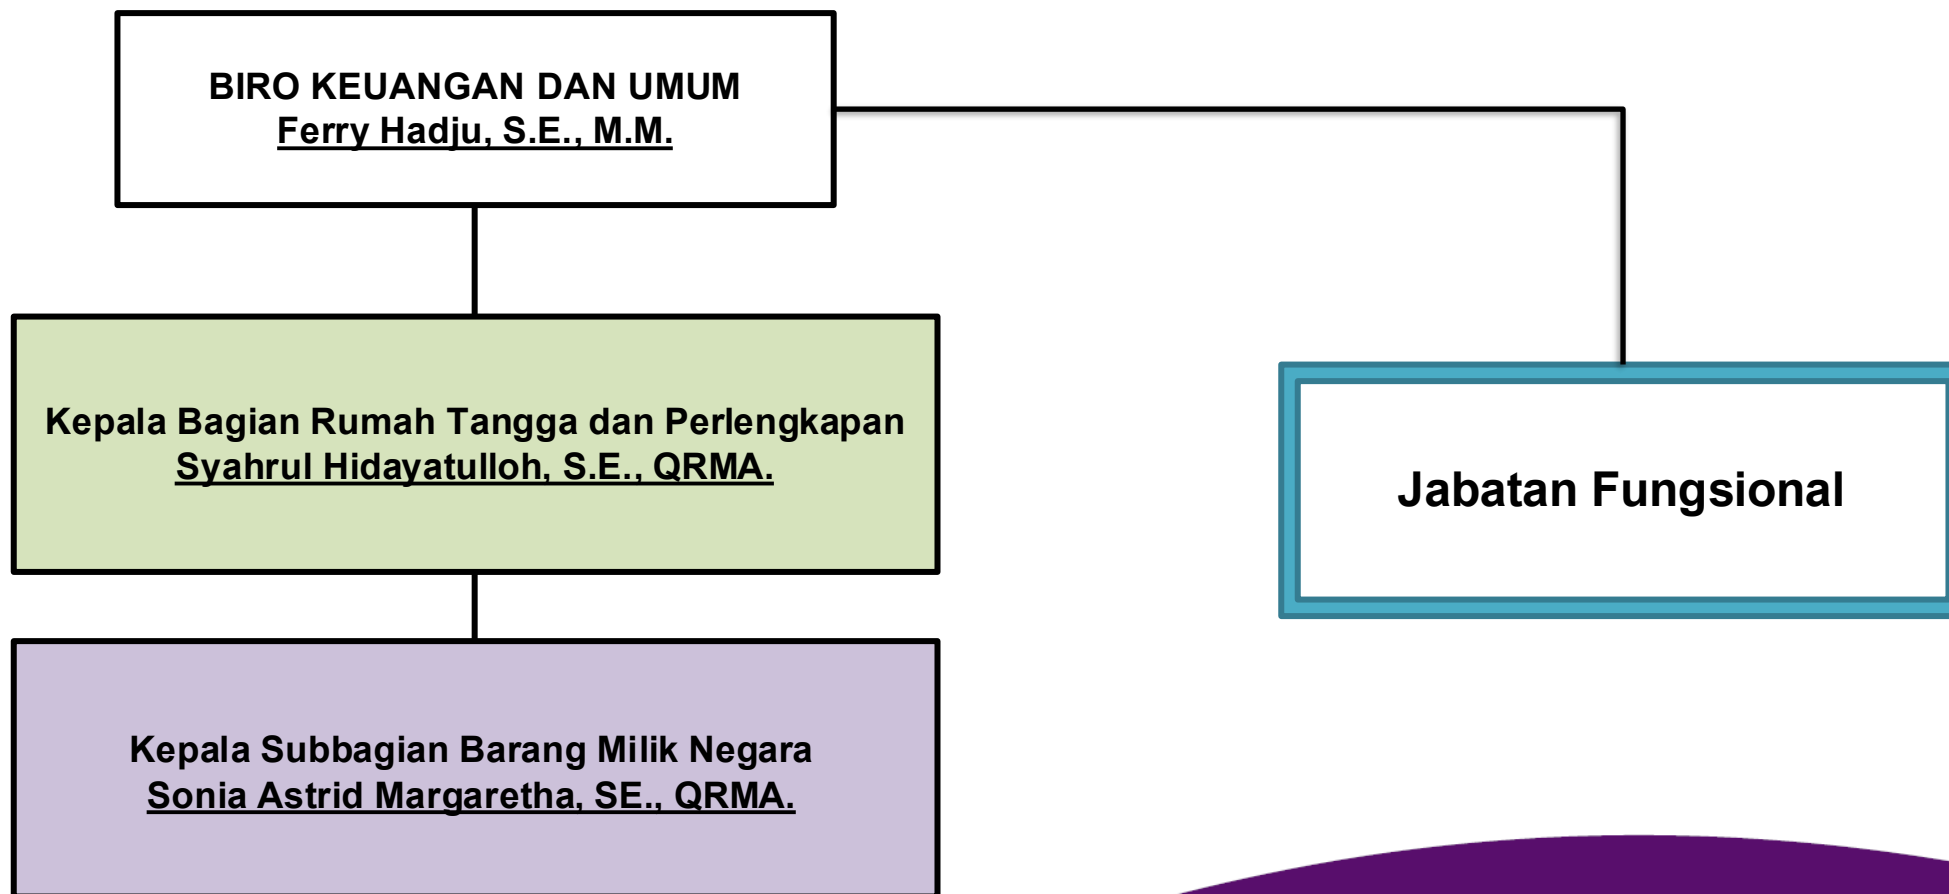 BIRO KEUANGAN DAN UMUM
Ferry Hadju, S.E., M.M.
Kepala Bagian Rumah Tangga dan Perlengkapan
Syahrul Hidayatulloh, S.E., QRMA.
Jabatan Fungsional
Kepala Subbagian Barang Milik Negara
Sonia Astrid Margaretha, SE., QRMA.